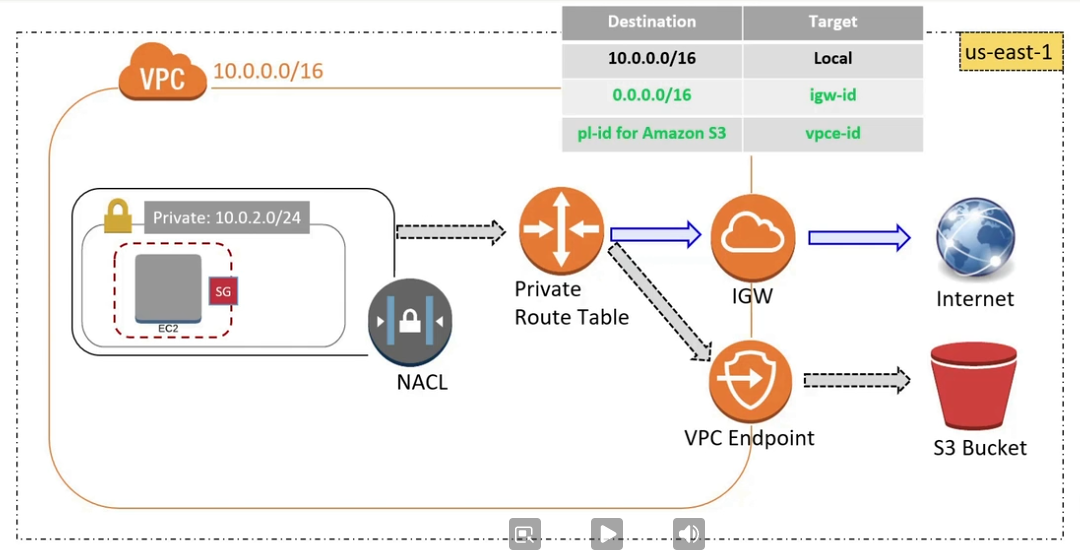 Destination Target
10.0.0.0/16 Local
0.0.0.0/16 igw-id
pl-id for Amazon S3 vpce-id
us-east-1
VPC 10.0.0.0/16
Private: 10.0.2.0/24
SG
EC2
NACL
Private
Route Table
IGW
Internet
VPC Endpoint
S3 Bucket